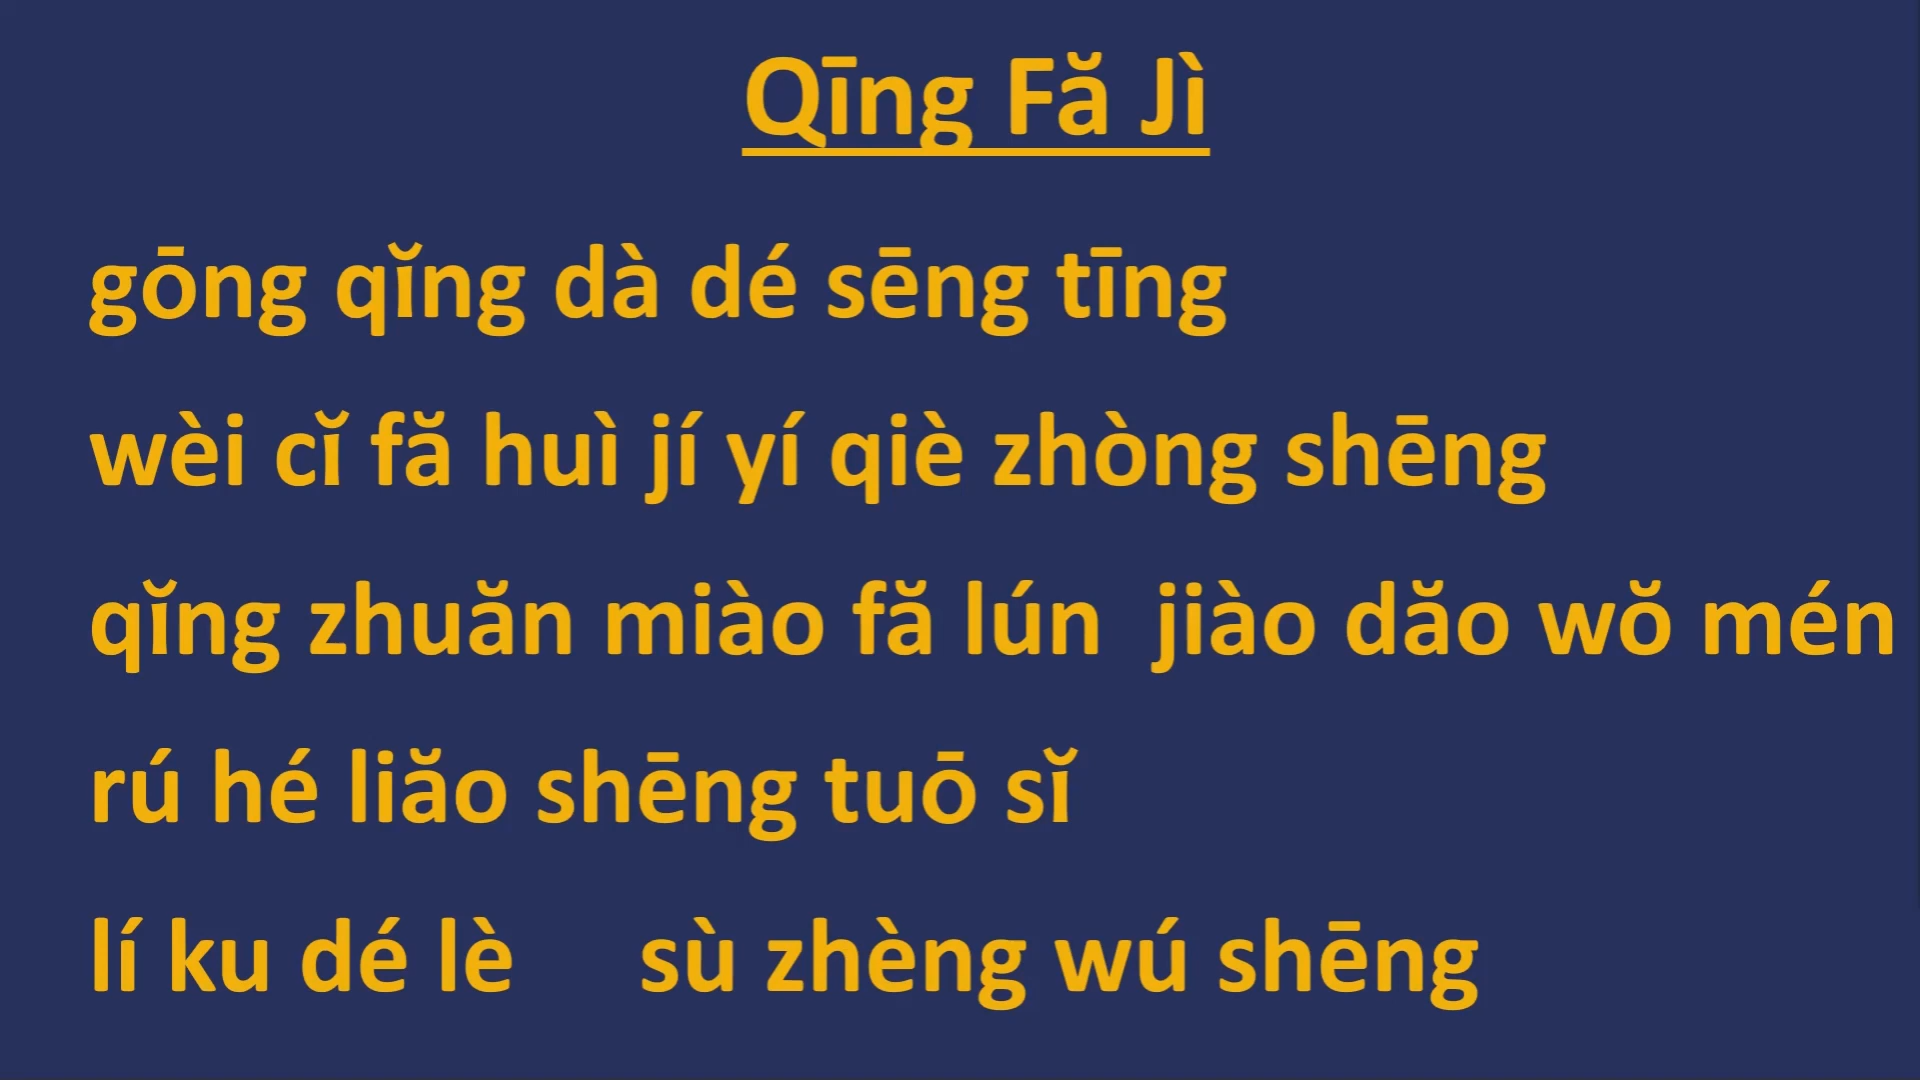 Qīng Fă Jì
gōng qĭng dà dé sēng tīng
wèi cĭ fă huì jí yí qiè zhòng shēng
qĭng zhuăn miào fă lún jiào dăo wŏ mén
rú hé liăo shēng tuō sĭ
lí ku dé lè sù zhèng wú shēng